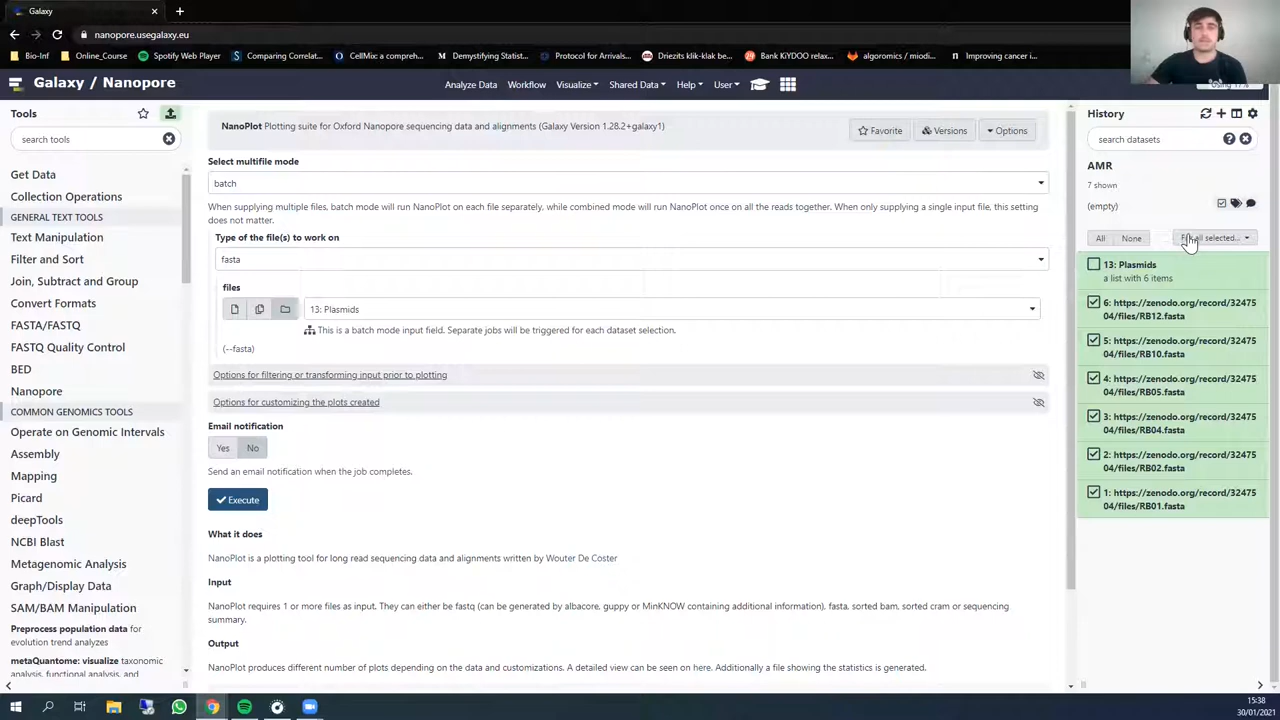 Galaxy
nanopore.usegalaxy.eu
Bio-Inf
Online_Course
Spotify Web Player
Comparing Correlat...
CellMix: a compreh...
Demystifying Statist...
Protocol for Arrivals...
Driezits klik-klak be...
Bank KiYDOO relax...
algoromics / miodi...
Improving cancer i...
Galaxy / Nanopore
Analyze Data
Workflow
Visualize
Shared Data
Help
User
Using 17%
Tools
search tools
Get Data
Collection Operations
GENERAL TEXT TOOLS
Text Manipulation
Filter and Sort
Join, Subtract and Group
Convert Formats
FASTA/FASTQ
FASTQ Quality Control
BED
Nanopore
COMMON GENOMICS TOOLS
Operate on Genomic Intervals
Assembly
Mapping
Picard
deepTools
NCBI Blast
Metagenomic Analysis
Graph/Display Data
SAM/BAM Manipulation
Preprocess population data for
evolution trend analyzes
metaQuantome: visualize taxonomic
analysis, functional analysis, and
NanoPlot Plotting suite for Oxford Nanopore sequencing data and alignments (Galaxy Version 1.28.2+galaxy1)
Favorite
Versions
Options
Select multifile mode
batch
When supplying multiple files, batch mode will run NanoPlot on each file separately, while combined mode will run NanoPlot once on all the reads together. When only supplying a single input file, this setting
does not matter.
Type of the file(s) to work on
fasta
files
13: Plasmids
This is a batch mode input field. Separate jobs will be triggered for each dataset selection.
(--fasta)
Options for filtering or transforming input prior to plotting
Options for customizing the plots created
Email notification
Yes No
Send an email notification when the job completes.
Execute
What it does
NanoPlot is a plotting tool for long read sequencing data and alignments written by Wouter De Coster
Input
NanoPlot requires 1 or more files as input. They can either be fastq (can be generated by albacore, guppy or MinKNOW containing additional information), fasta, sorted bam, sorted cram or sequencing
summary.
Output
NanoPlot produces different number of plots depending on the data and customizations. A detailed view can be seen on here. Additionally a file showing the statistics is generated.
History
search datasets
AMR
7 shown
(empty)
All None
all selected...
13: Plasmids
a list with 6 items
6: https://zenodo.org/record/32475
04/files/RB12.fasta
5: https://zenodo.org/record/32475
04/files/RB10.fasta
4: https://zenodo.org/record/32475
04/files/RB05.fasta
3: https://zenodo.org/record/32475
04/files/RB04.fasta
2: https://zenodo.org/record/32475
04/files/RB02.fasta
1: https://zenodo.org/record/32475
04/files/RB01.fasta
15:38
30/01/2021